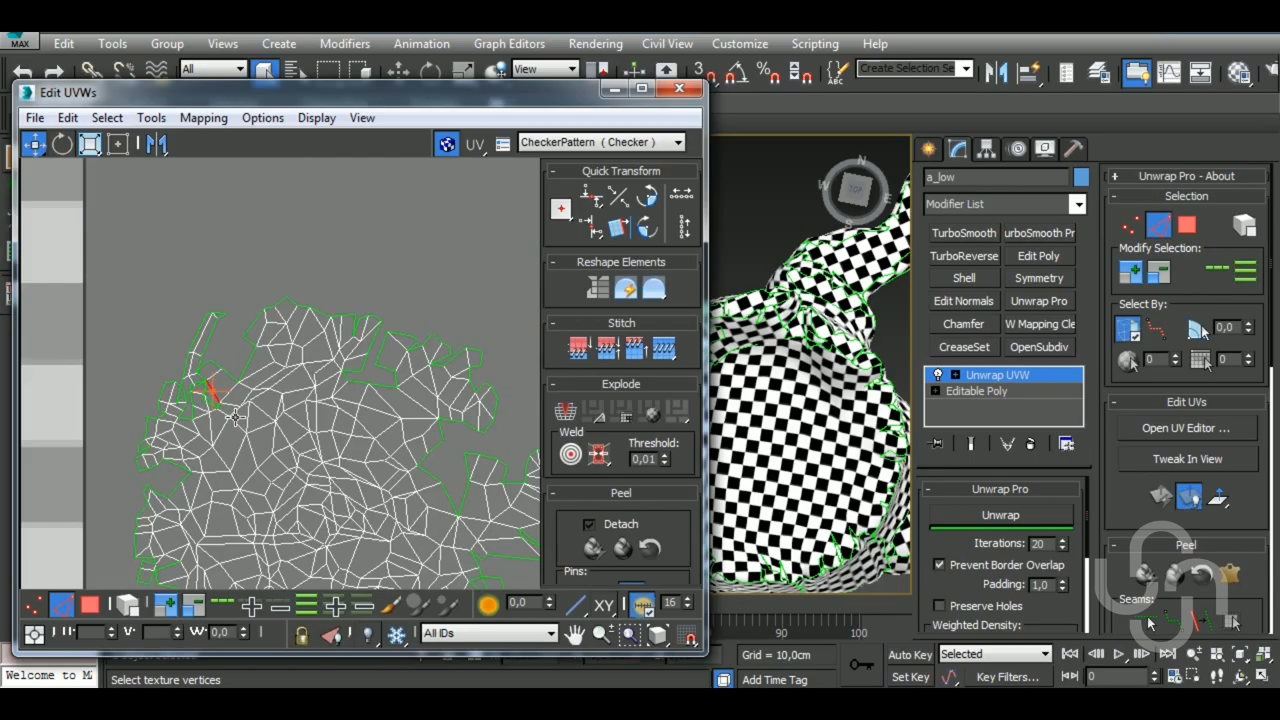 MAX
Edit Tools Group Views Create Modifiers Animation Graph Editors Rendering Civil View Customize Scripting Help
All
View
3
%
ABC
Create Selection Se
Edit UVWs
File Edit Select Tools Mapping Options Display View
UV
CheckerPattern ( Checker )
Quick Transform
Reshape Elements
Stitch
Explode
Weld
Threshold:
0,01
Peel
Detach
Pins:
0,0
XY
16
V:
W: 0,0
All IDs
N
W
E
S
TOP
a_low
Modifier List
TurboSmooth
urboSmooth Pr
TurboReverse
Edit Poly
Shell
Symmetry
Edit Normals
Unwrap Pro
Chamfer
W Mapping Cle
CreaseSet
OpenSubdiv
Unwrap UVW
Editable Poly
Unwrap Pro
Unwrap
Iterations: 20
Prevent Border Overlap
Padding: 1,0
Preserve Holes
Weighted Density:
Unwrap Pro - About
Selection
Modify Selection:
Select By:
0,0
0
0
Edit UVs
Open UV Editor ...
Tweak In View
Peel
Seams:
90
100
Welcome to M
Select texture vertices
Grid = 10,0cm
Add Time Tag
Auto Key
Selected
Set Key
Key Filters...
0